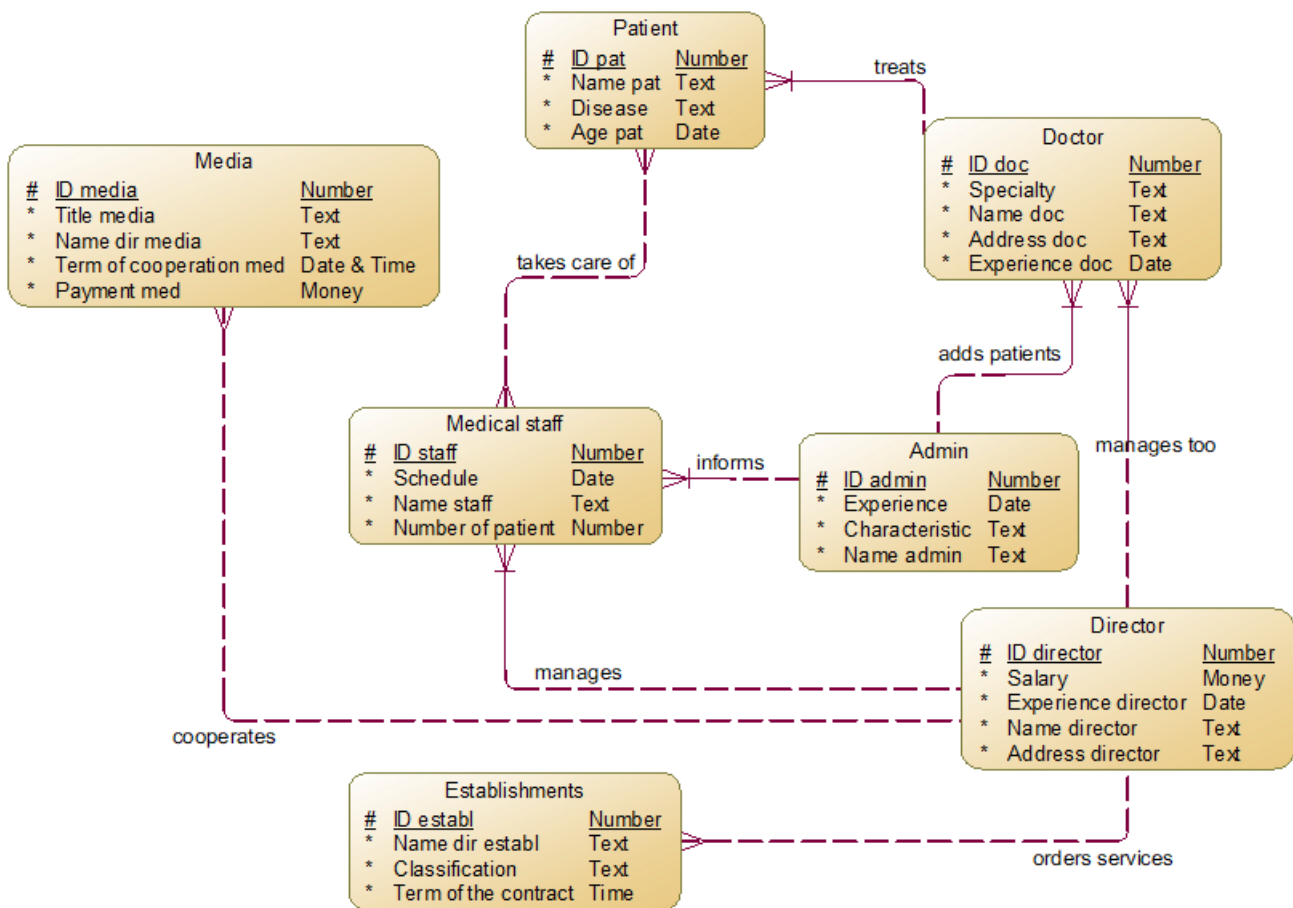 Patient
# ID pat Number
* Name pat Text
* Disease Text
* Age pat Date
treats
Doctor
# ID doc Number
* Specialty Text
* Name doc Text
* Address doc Text
* Experience doc Date
Media
# ID media Number
* Title media Text
* Name dir media Text
* Term of cooperation med Date & Time
* Payment med Money
takes care of
adds patients
manages too
Medical staff
# ID staff Number
* Schedule Date
* Name staff Text
* Number of patient Number
informs
Admin
# ID admin Number
* Experience Date
* Characteristic Text
* Name admin Text
manages
cooperates
Director
# ID director Number
* Salary Money
* Experience director Date
* Name director Text
* Address director Text
Establishments
# ID establ Number
* Name dir establ Text
* Classification Text
* Term of the contract Time
orders services